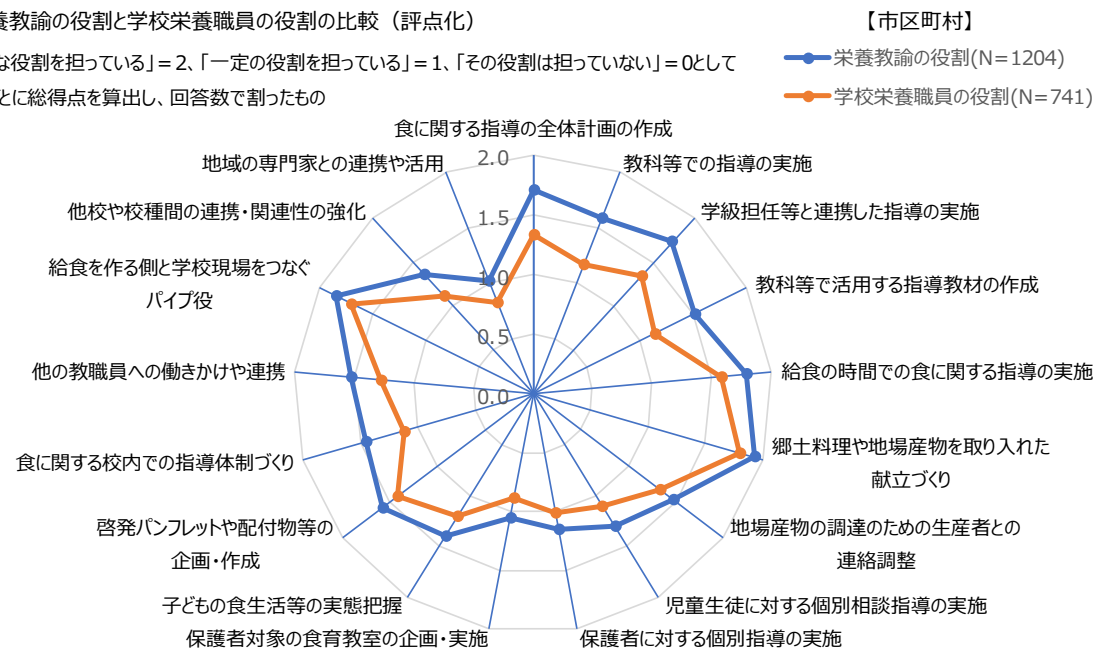 養教諭の役割と学校栄養職員の役割の比較（評点化）
【市区町村】
な役割を担っている」＝2、「一定の役割を担っている」＝1、「その役割は担っていない」＝0として
とに総得点を算出し、回答数で割ったもの
栄養教諭の役割(N＝1204)
学校栄養職員の役割(N＝741)
食に関する指導の全体計画の作成
教科等での指導の実施
学級担任等と連携した指導の実施
教科等で活用する指導教材の作成
給食の時間での食に関する指導の実施
郷土料理や地場産物を取り入れた
献立づくり
地場産物の調達のための生産者との
連絡調整
児童生徒に対する個別相談指導の実施
保護者に対する個別指導の実施
保護者対象の食育教室の企画・実施
子どもの食生活等の実態把握
啓発パンフレットや配付物等の
企画・作成
食に関する校内での指導体制づくり
他の教職員への働きかけや連携
給食を作る側と学校現場をつなぐ
パイプ役
他校や校種間の連携・関連性の強化
地域の専門家との連携や活用
2.0
1.5
1.0
0.5
0.0